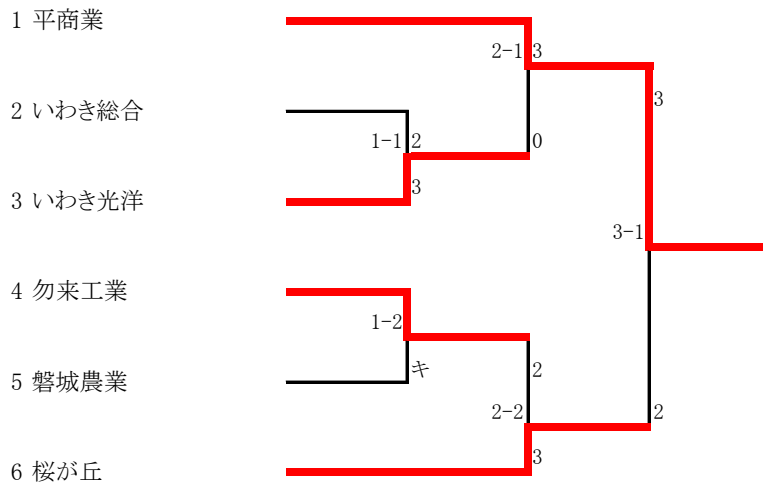 1 平商業
2-1 3
3
2 いわき総合
1-1 2
0
3 いわき光洋
3
3-1
4 勿来工業
1-2
5 磐城農業
キ
2
2-2
2
6 桜が丘
3